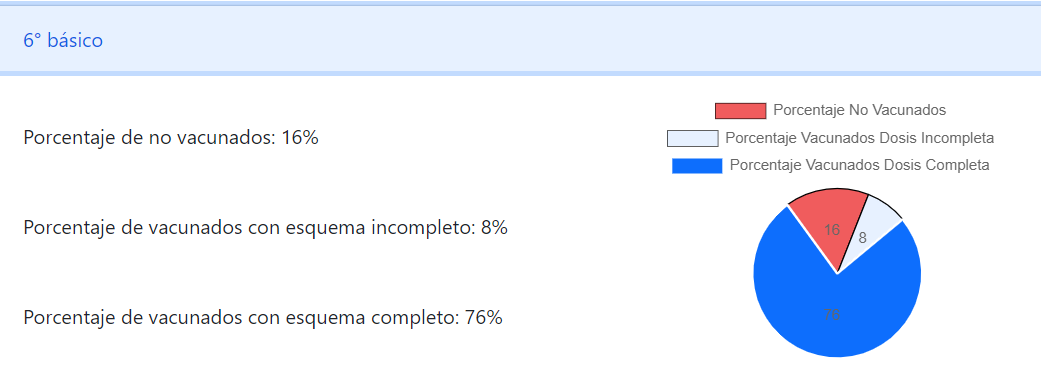 6° básico
Porcentaje de no vacunados: 16%
Porcentaje de vacunados con esquema incompleto: 8%
Porcentaje de vacunados con esquema completo: 76%
Porcentaje No Vacunados
Porcentaje Vacunados Dosis Incompleta
Porcentaje Vacunados Dosis Completa
16
8
76